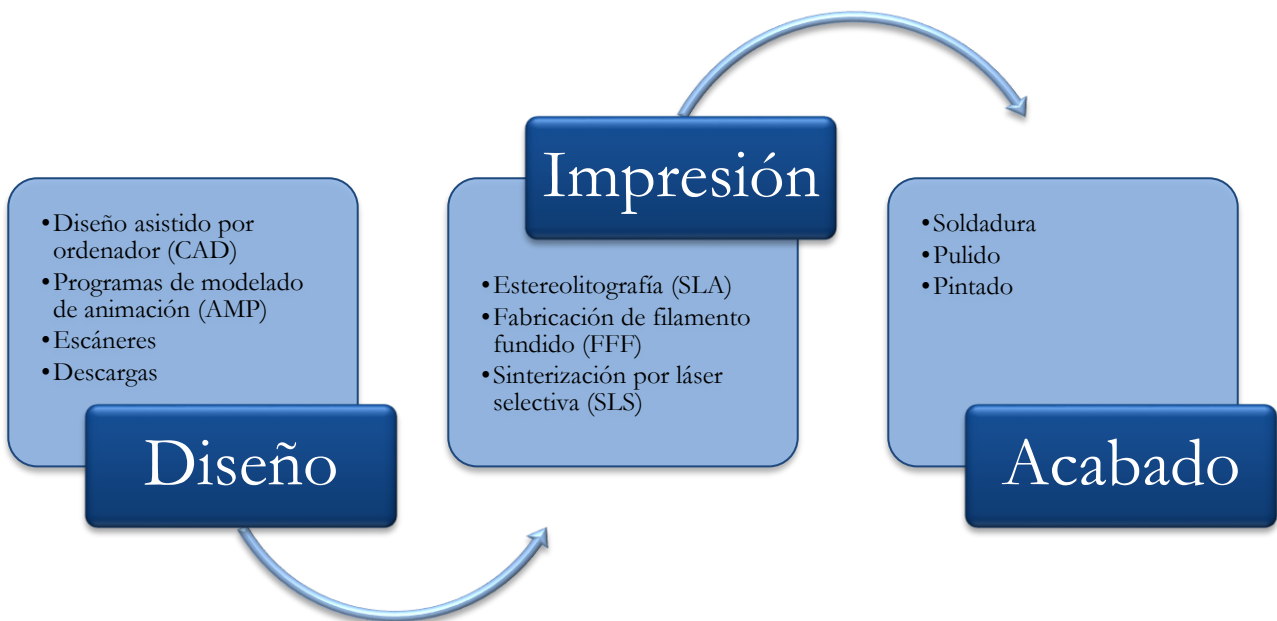 Diseño
•Diseño asistido por
ordenador (CAD)
•Programas de modelado
de animación (AMP)
•Escáneres
•Descargas
Impresión
•Estereolitografía (SLA)
•Fabricación de filamento
fundido (FFF)
•Sinterización por láser
selectiva (SLS)
Acabado
•Soldadura
•Pulido
•Pintado